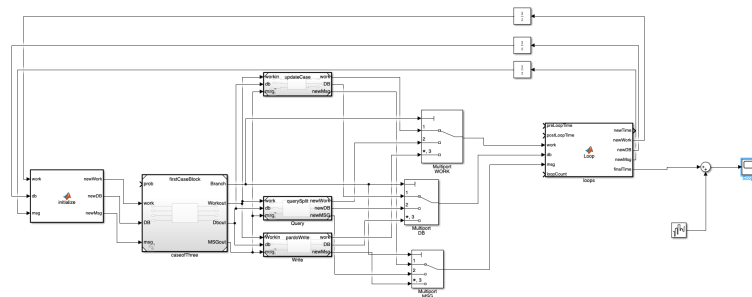 work
db
msg
newWork
newDB
newMsg
initialize
prob
work
DB
msg
firstCaseBlock
Branch
Workout
Dbout
MSGout
caseofThree
workin
db
msg
updateCase
work
DB
newMsg
work
db
msg
querySplit
newWork
newDB
newMSG
Query
Workin
db
msg
pardoWrite
work
DB
newMsg
Write
1
2
*, 3
Multiport
WORK
1
2
*, 3
Multiport
DB
1
2
*, 3
Multiport
MSG
preLoopTime
postLoopTime
work
db
msg
loopCount
Loop
newTime
newWork
newDB
newMsg
finalTime
loops